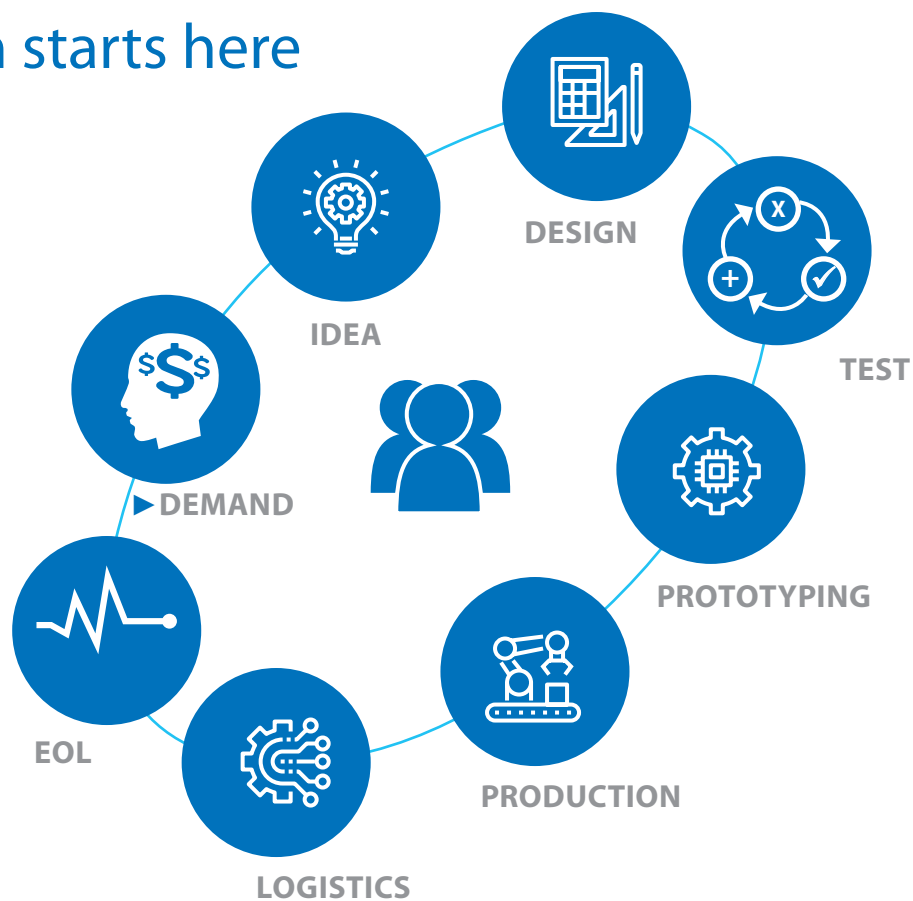 starts here
DESIGN
IDEA
X
+
TEST
$$$
▶DEMAND
PROTOTYPING
EOL
PRODUCTION
LOGISTICS